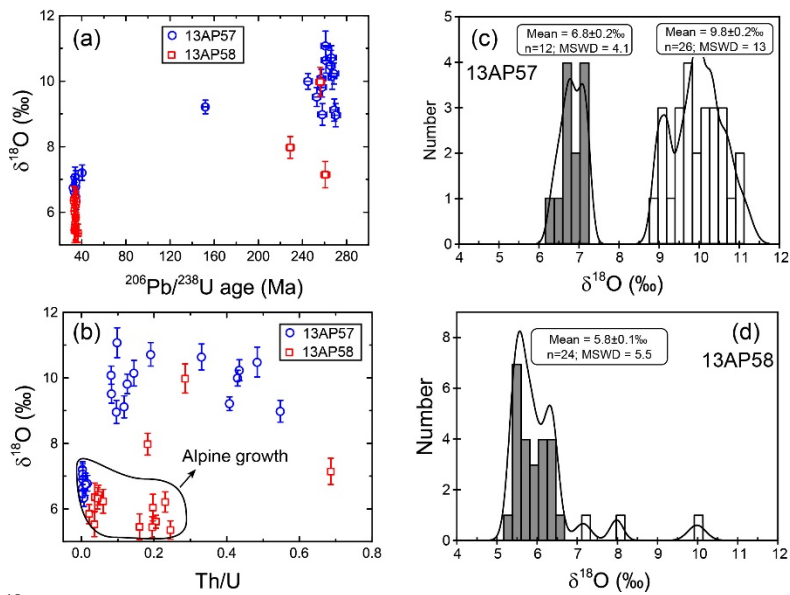 (a)
13AP57
13AP58
δ18O (‰)
12
10
8
6
40 80 120 160 200 240 280
206Pb/238U age (Ma)
(b)
13AP57
13AP58
Alpine growth
δ18O (‰)
12
10
8
6
0.0 0.2 0.4 0.6 0.8
Th/U
(c)
13AP57
Mean = 6.8±0.2‰
n=12; MSWD = 4.1
Mean = 9.8±0.2‰
n=26; MSWD = 13
Number
5
4
3
2
1
0
4 5 6 7 8 9 10 11 12
δ18O (‰)
(d)
13AP58
Mean = 5.8±0.1‰
n=24; MSWD = 5.5
Number
8
6
4
2
0
4 5 6 7 8 9 10 11 12
δ18O (‰)